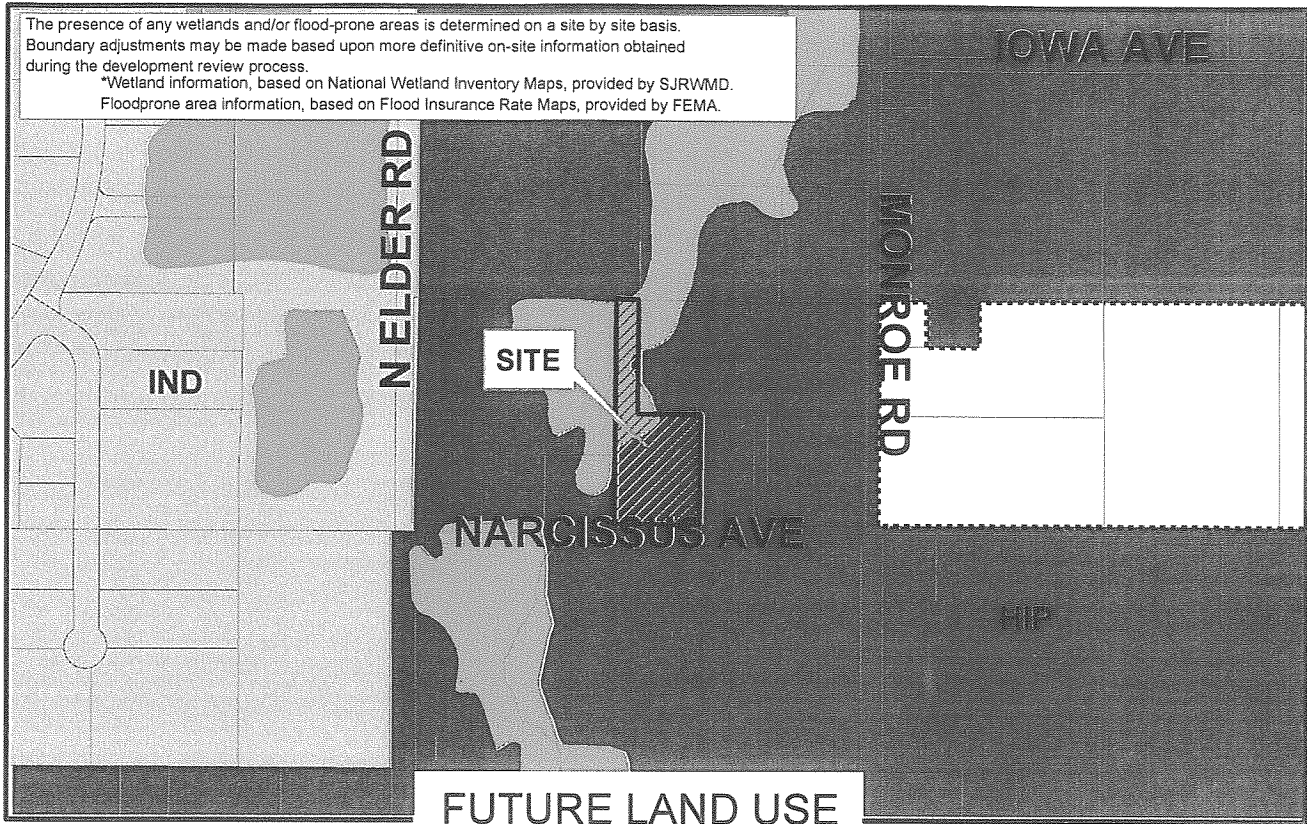 The presence of any wetlands and/or flood-prone areas is determined on a site by site basis.
Boundary adjustments may be made based upon more definitive on-site information obtained
during the development review process.
*Wetland information, based on National Wetland Inventory Maps, provided by SJRWMD.
Floodprone area information, based on Flood Insurance Rate Maps, provided by FEMA.
IOWA AVE
N ELDER RD
MONROE RD
SITE
IND
NARCISSUS AVE
HIP
FUTURE LAND USE